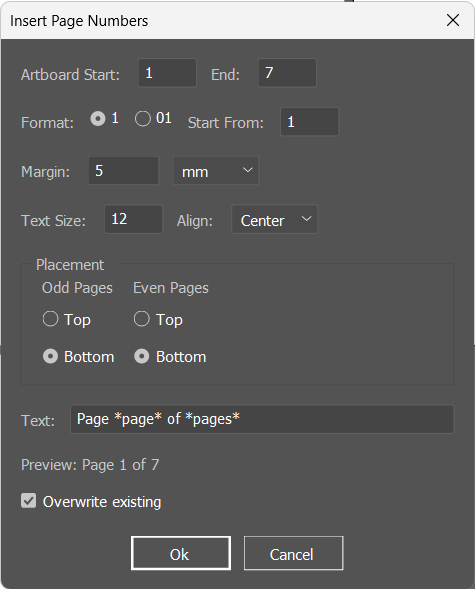 Insert Page Numbers
Artboard Start: 1 End: 7
Format: 1 01 Start From: 1
Margin: 5 mm
Text Size: 12 Align: Center
Placement
Odd Pages Even Pages
Top Top
Bottom Bottom
Text: Page *page* of *pages*
Preview: Page 1 of 7
Overwrite existing
Ok Cancel